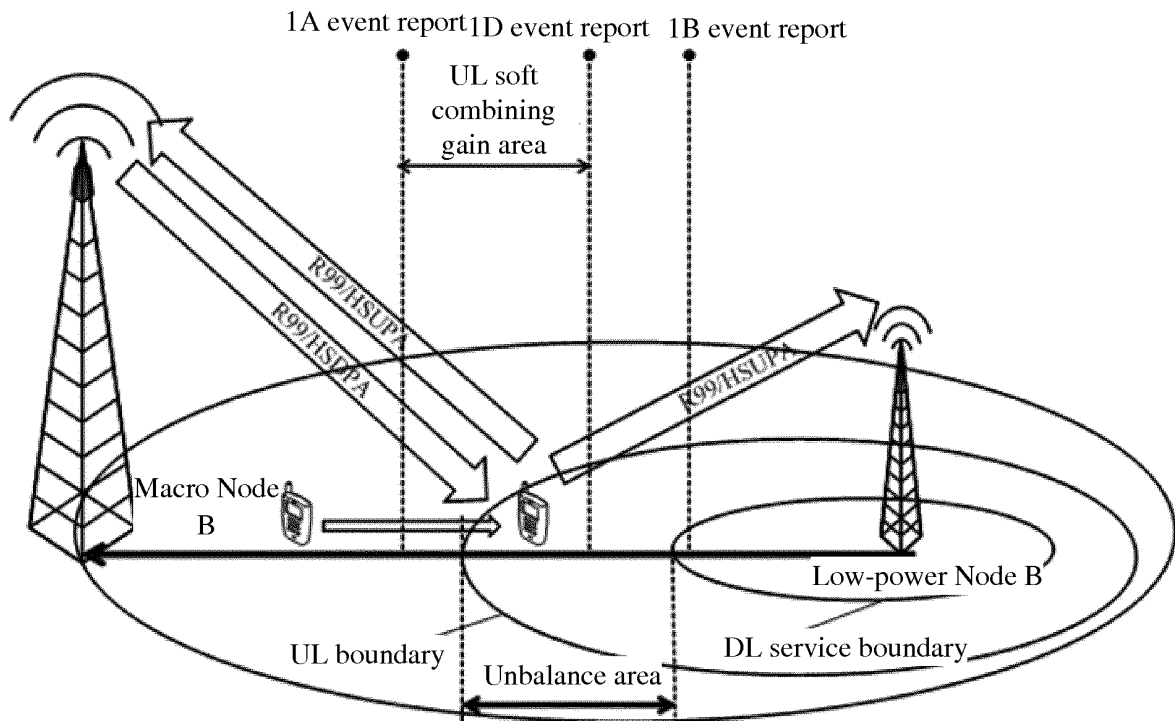 1A event report
1D event report
1B event report
UL soft
combining
gain area
R99/HSUPA
R99/HSDPA
R99/HSUPA
Macro Node
B
Low-power Node B
UL boundary
DL service boundary
Unbalance area